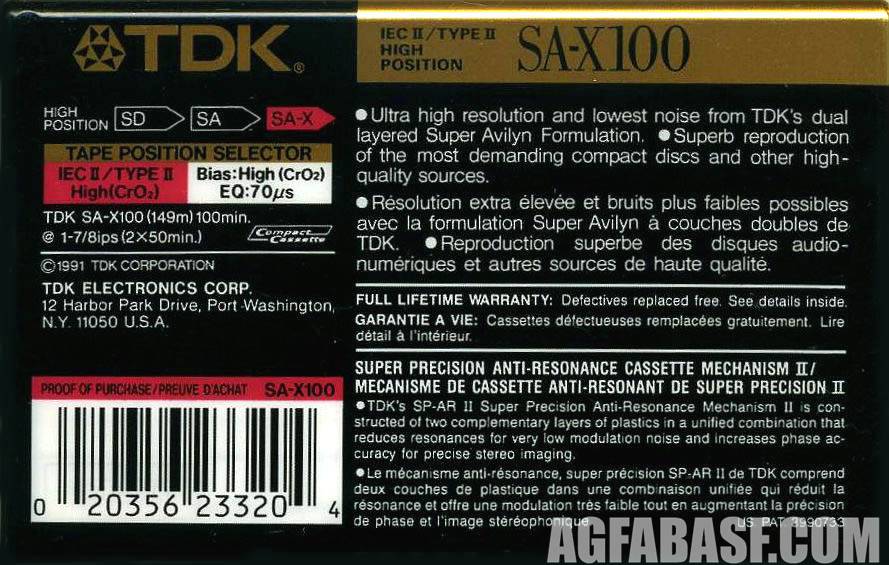 TDK®
IEC II/TYPE II
HIGH
POSITION
SA-X100
HIGH
POSITION
SD
SA
SA-X
TAPE POSITION SELECTOR
IEC II/TYPE II
High(CrO₂)
Bias:High (CrO₂)
EQ:70μs
TDK SA-X100 (149m) 100min.
@ 1-7/8ips (2×50min.)
Compact
Cassette
©1991 TDK CORPORATION
TDK ELECTRONICS CORP.
12 Harbor Park Drive, Port Washington,
N.Y. 11050 U.S.A.
PROOF OF PURCHASE/PREUVE D'ACHAT SA-X100
0 20356 23320 4
●Ultra high resolution and lowest noise from TDK's dual
layered Super Avilyn Formulation. ●Superb reproduction
of the most demanding compact discs and other high-
quality sources.
●Résolution extra élevée et bruits plus faibles possibles
avec la formulation Super Avilyn à couches doubles de
TDK. ●Reproduction superbe des disques audio-
numériques et autres sources de haute qualité.
FULL LIFETIME WARRANTY: Defectives replaced free. See details inside.
GARANTIE A VIE: Cassettes défectueuses remplacées gratuitement. Lire
détail à l'intérieur.
SUPER PRECISION ANTI-RESONANCE CASSETTE MECHANISM II/
MECANISME DE CASSETTE ANTI-RESONANT DE SUPER PRECISION II
●TDK's SP-AR II Super Precision Anti-Resonance Mechanism II is con-
structed of two complementary layers of plastics in a unified combination that
reduces resonances for very low modulation noise and increases phase ac-
curacy for precise stereo imaging.
●Le mécanisme anti-résonance, super précision SP-AR II de TDK comprend
deux couches de plastique dans une combinaison unifiée qui réduit la
résonance et offre une modulation très faible tout en augmentant la précision
de phase et l'image stéréophonique.
US PAT. 3990733
AGFABASF.COM